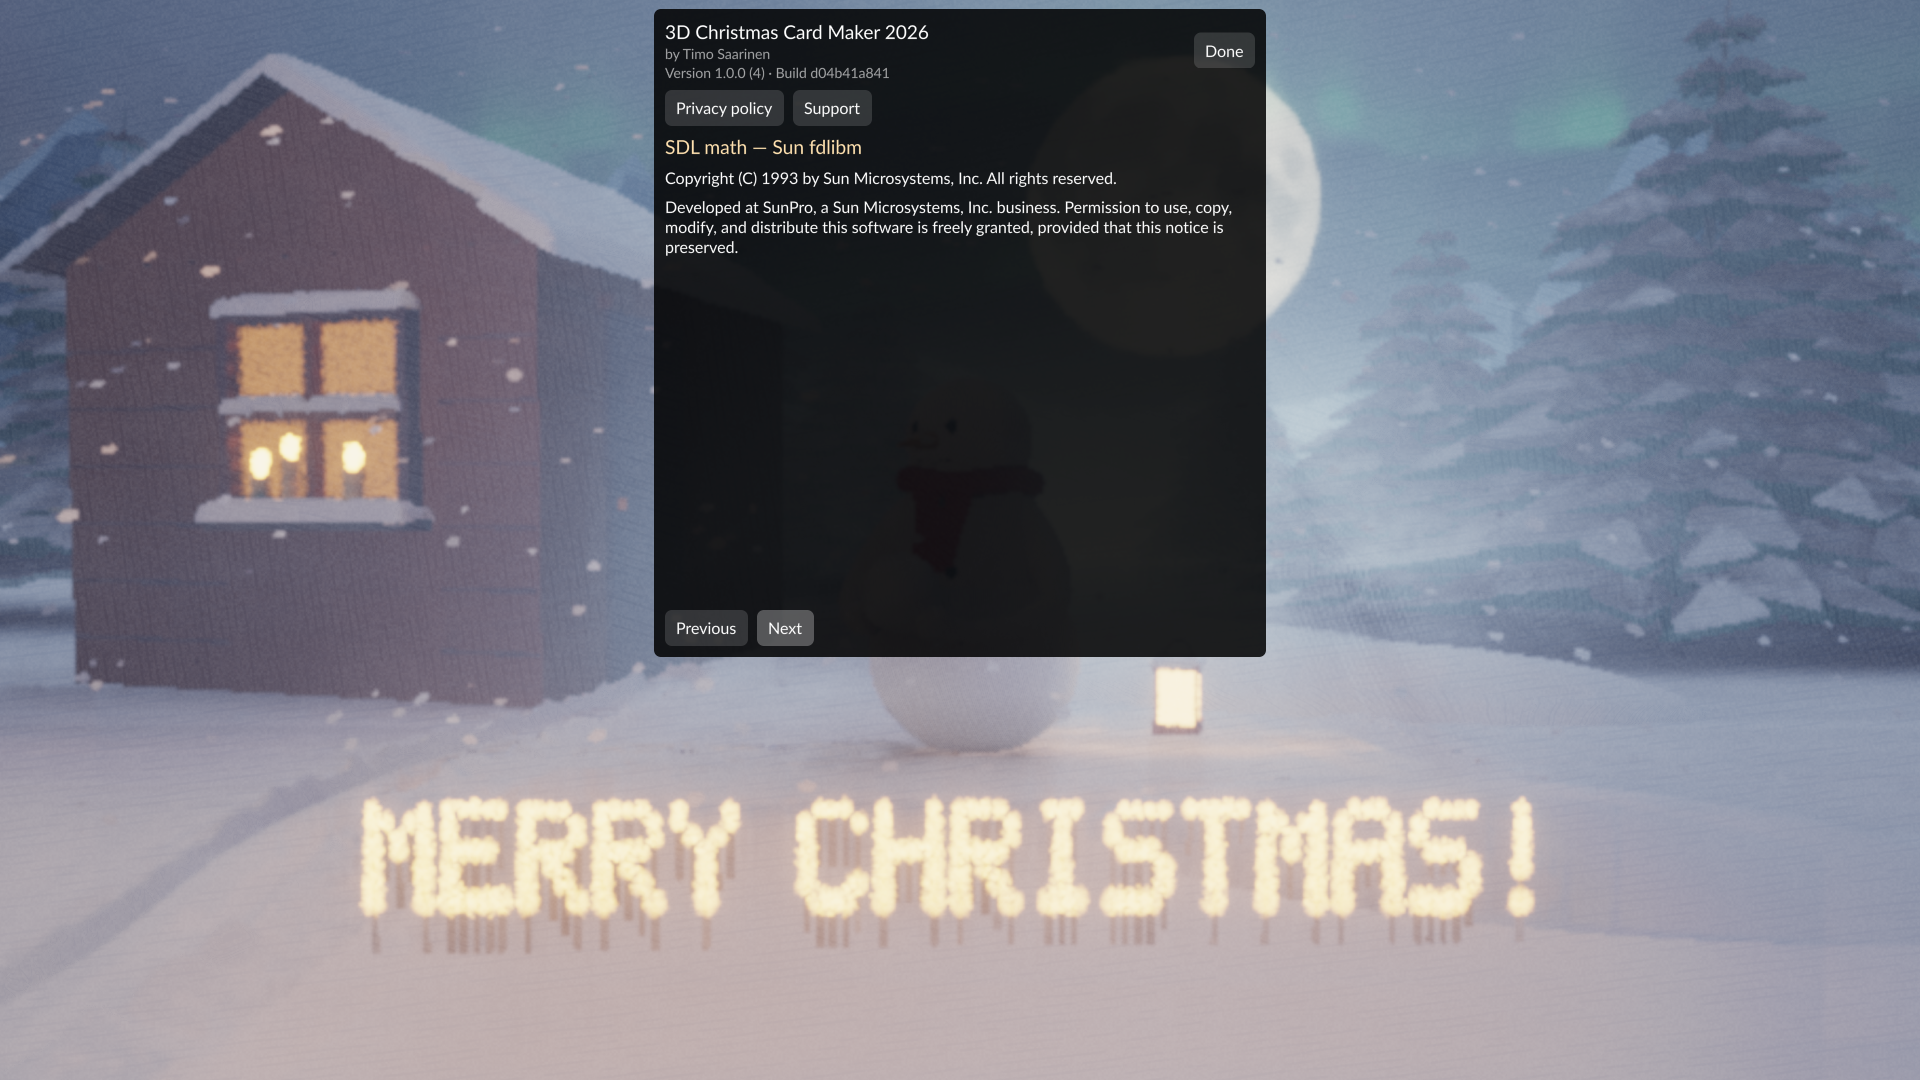 3D Christmas Card Maker 2026
by Timo Saarinen
Version 1.0.0 (4) · Build d04b41a841
Done
Privacy policy
Support
SDL math — Sun fdlibm
Copyright (C) 1993 by Sun Microsystems, Inc. All rights reserved.
Developed at SunPro, a Sun Microsystems, Inc. business. Permission to use, copy,
modify, and distribute this software is freely granted, provided that this notice is
preserved.
Previous
Next
MERRY CHRISTMAS!